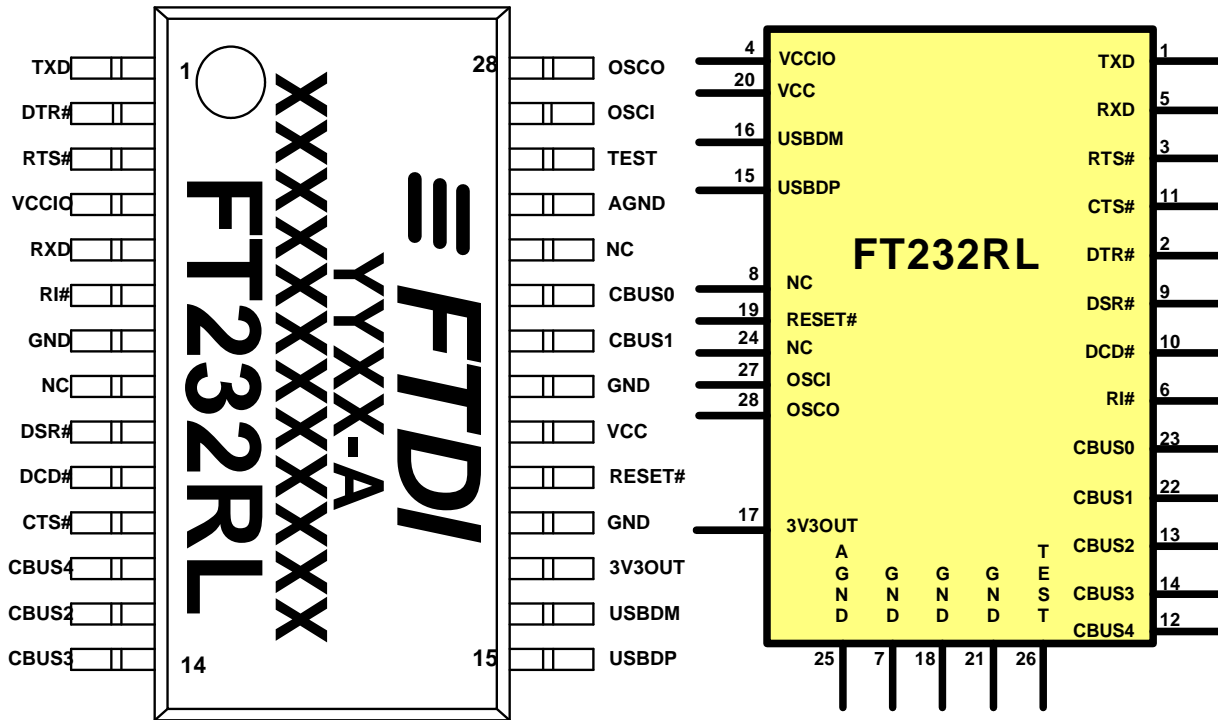 TXD
DTR#
RTS#
VCCIO
RXD
RI#
GND
NC
DSR#
DCD#
CTS#
CBUS4
CBUS2
CBUS3
1
14
28
15
FT232RL
XXXXXXXXXXXX
YYXX-A
FTDI
OSCO
OSCI
TEST
AGND
NC
CBUS0
CBUS1
GND
VCC
RESET#
GND
3V3OUT
USBDM
USBDP
4 VCCIO
20 VCC
16 USBDM
15 USBDP
8 NC
19 RESET#
24 NC
27 OSCI
28 OSCO
17 3V3OUT
FT232RL
TXD 1
RXD 5
RTS# 3
CTS# 11
DTR# 2
DSR# 9
DCD# 10
RI# 6
CBUS0 23
CBUS1 22
CBUS2 13
CBUS3 14
CBUS4 12
AGND
GND
GND
GND
TEST
25 7 18 21 26